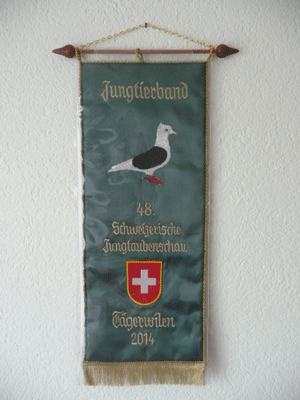 Jungtierband
48.
Schweizerische
Jungtaubenschau
Tägerwilen
2014